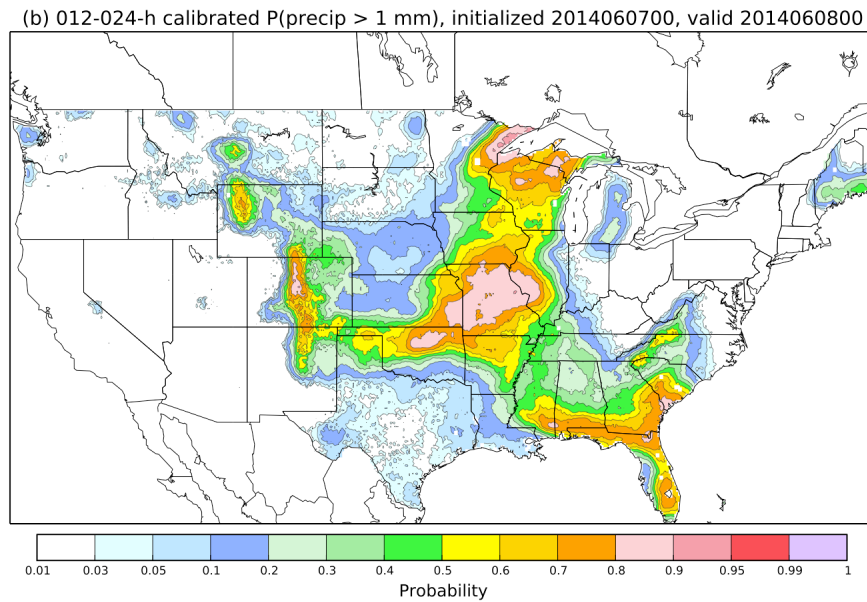 (b) 012-024-h calibrated P(precip > 1 mm), initialized 2014060700, valid 2014060800
0.01 0.03 0.05 0.1 0.2 0.3 0.4 0.5 0.6 0.7 0.8 0.9 0.95 0.99 1
Probability